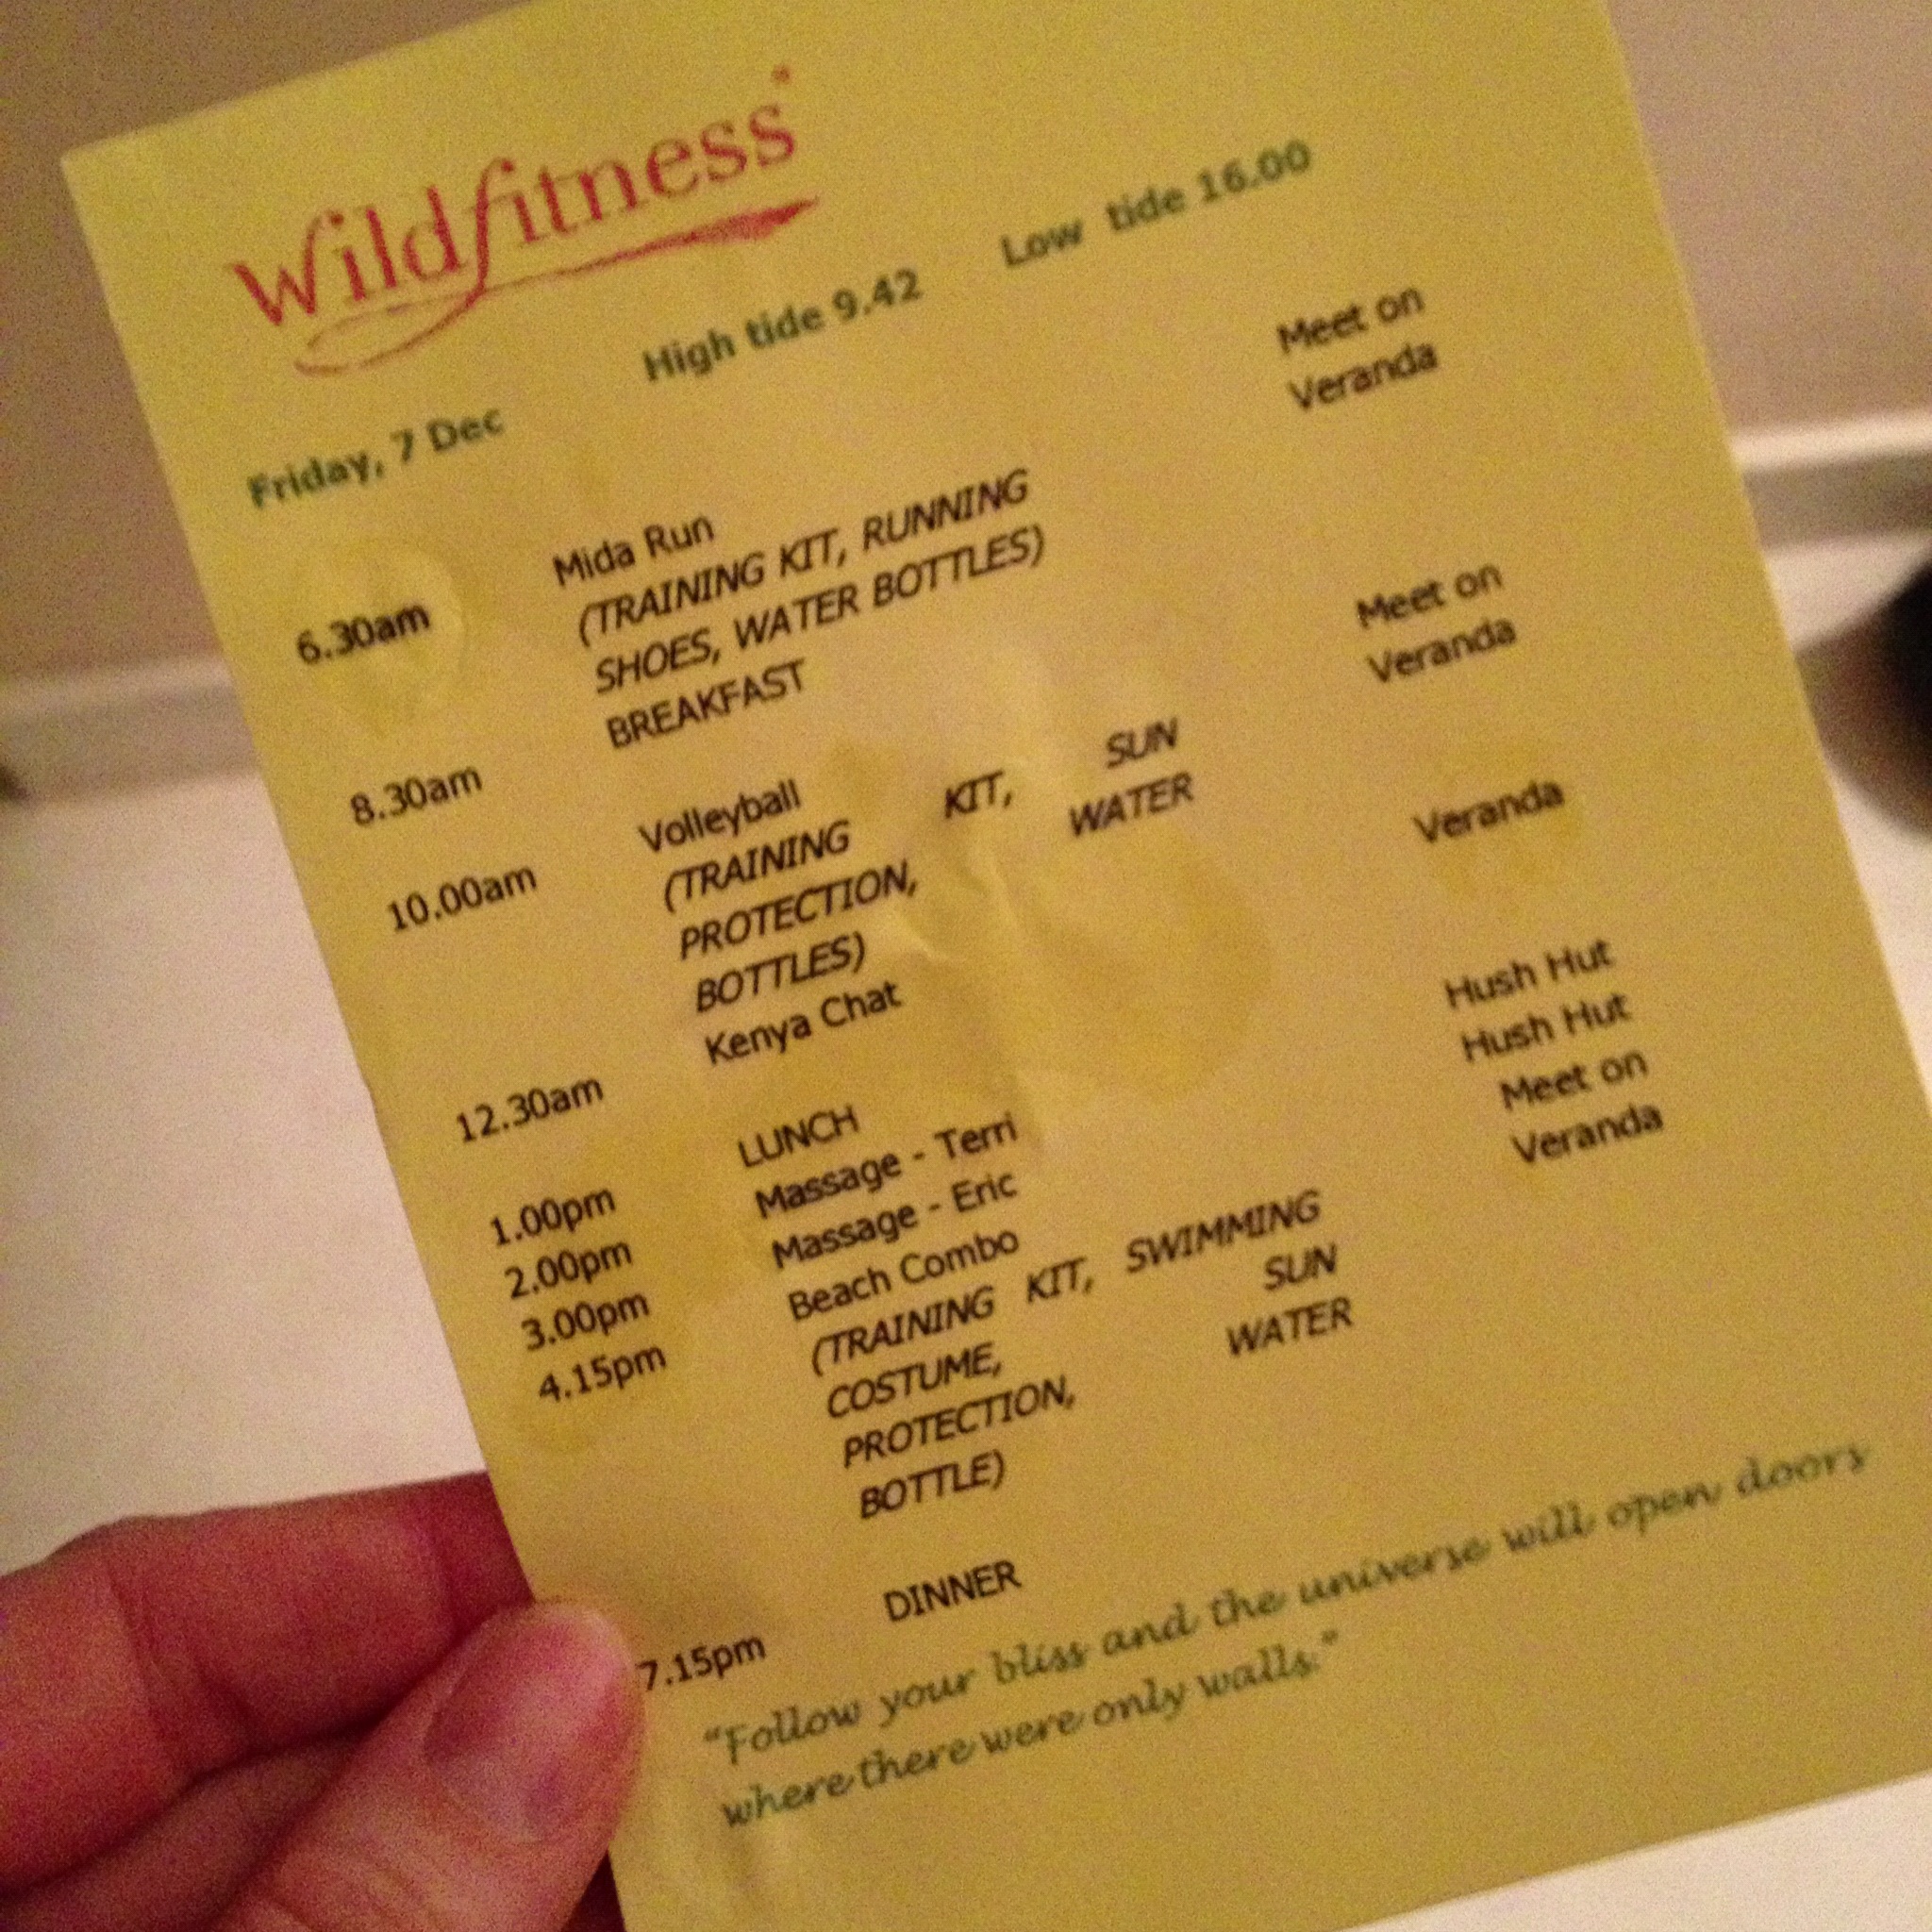 Wildfitness
Friday, 7 Dec High tide 9.42 Low tide 16.00
6.30am Mida Run Meet on
(TRAINING KIT, RUNNING Veranda
SHOES, WATER BOTTLES)
8.30am BREAKFAST
10.00am Volleyball Meet on
(TRAINING KIT, SUN Veranda
PROTECTION, WATER
BOTTLES)
12.30am Kenya Chat Veranda
1.00pm LUNCH
2.00pm Massage - Terri Hush Hut
3.00pm Massage - Eric Hush Hut
4.15pm Beach Combo Meet on
(TRAINING KIT, SWIMMING Veranda
COSTUME, SUN
PROTECTION, WATER
BOTTLE)
7.15pm DINNER
"Follow your bliss and the universe will open doors
where there were only walls."